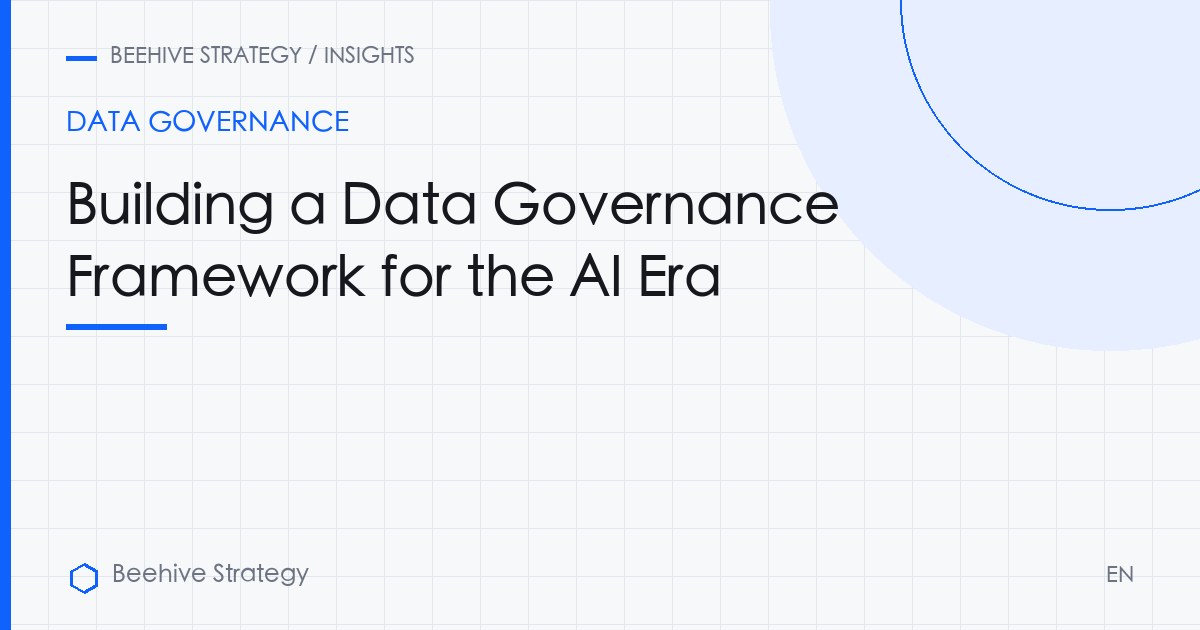 BEEHIVE STRATEGY / INSIGHTS
DATA GOVERNANCE
Building a Data Governance
Framework for the AI Era
Beehive Strategy
EN